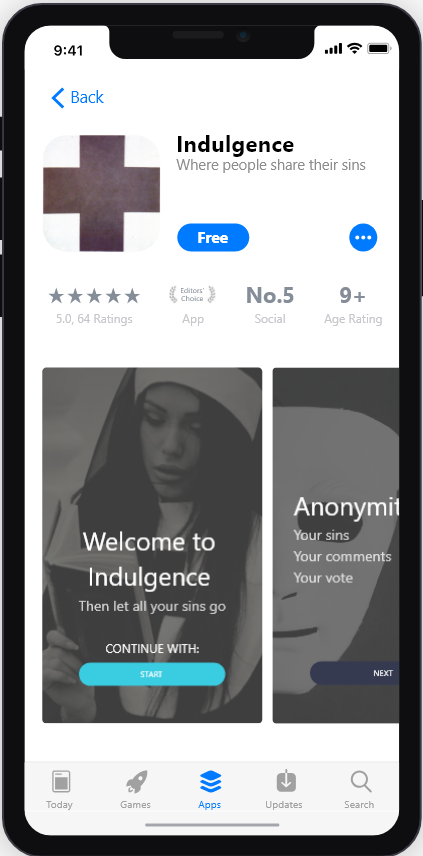 9:41
Back
Indulgence
Where people share their sins
Free
Editors'
Choice
No.5
9+
5.0, 64 Ratings
App
Social
Age Rating
Welcome to
Indulgence
Then let all your sins go
CONTINUE WITH:
START
Anonymit
Your sins
Your comments
Your vote
NEXT
Today
Games
Apps
Updates
Search